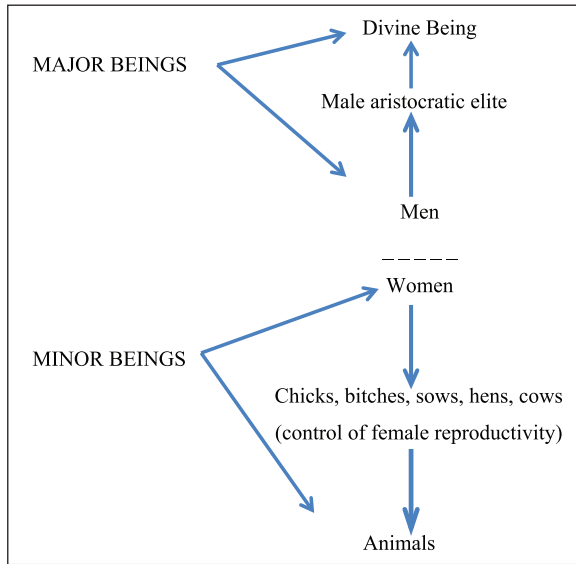 Divine Being
MAJOR BEINGS
Male aristocratic elite
Men
Women
MINOR BEINGS
Chicks, bitches, sows, hens, cows
(control of female reproductivity)
Animals